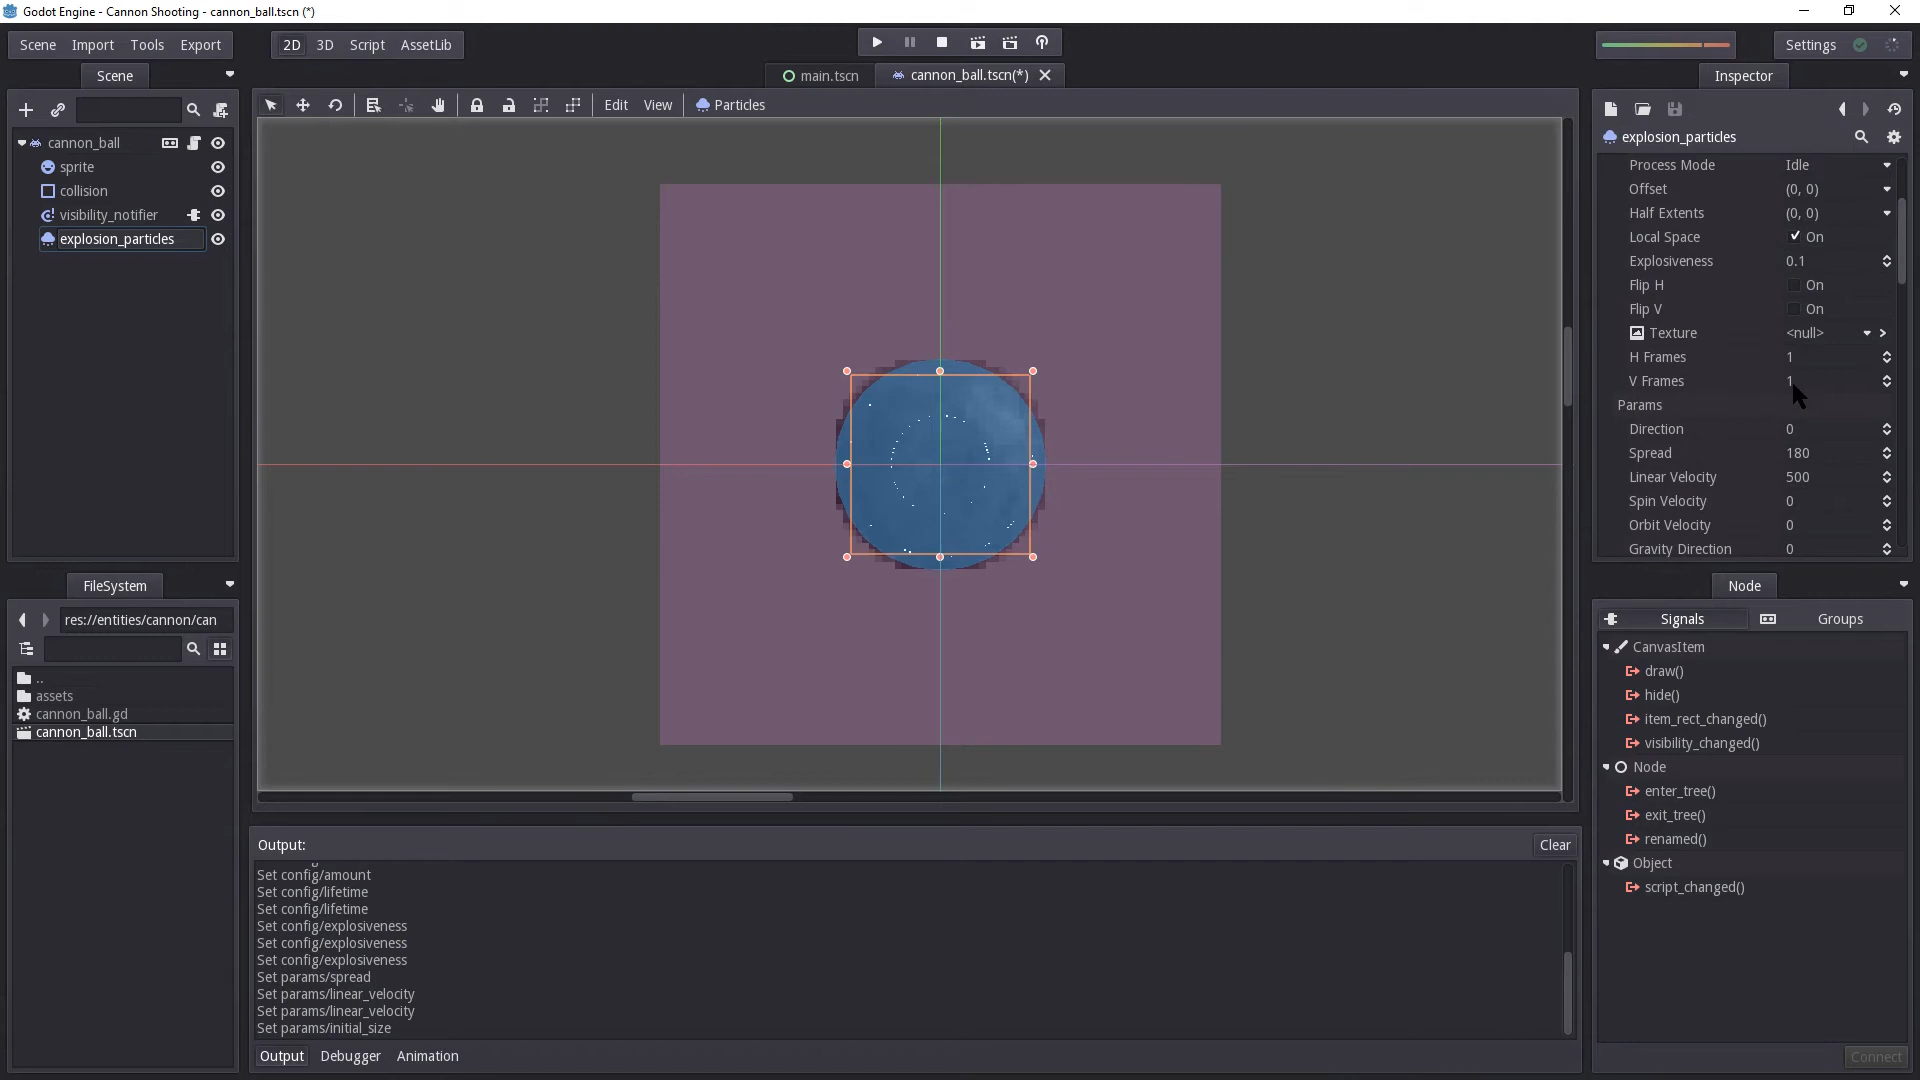 Godot Engine - Cannon Shooting - cannon_ball.tscn (*)
Scene Import Tools Export
2D 3D Script AssetLib
Settings
Scene
main.tscn
cannon_ball.tscn(*)
Inspector
Edit View Particles
cannon_ball
sprite
collision
visibility_notifier
explosion_particles
explosion_particles
Process Mode Idle
Offset (0, 0)
Half Extents (0, 0)
Local Space On
Explosiveness 0.1
Flip H On
Flip V On
Texture <null>
H Frames 1
V Frames 1
Params
Direction 0
Spread 180
Linear Velocity 500
Spin Velocity 0
Orbit Velocity 0
Gravity Direction 0
FileSystem
res://entities/cannon/can
..
assets
cannon_ball.gd
cannon_ball.tscn
Node
Signals Groups
CanvasItem
draw()
hide()
item_rect_changed()
visibility_changed()
Node
enter_tree()
exit_tree()
renamed()
Object
script_changed()
Connect
Output:
Clear
Set config/amount
Set config/lifetime
Set config/lifetime
Set config/explosiveness
Set config/explosiveness
Set config/explosiveness
Set params/spread
Set params/linear_velocity
Set params/linear_velocity
Set params/initial_size
Output Debugger Animation